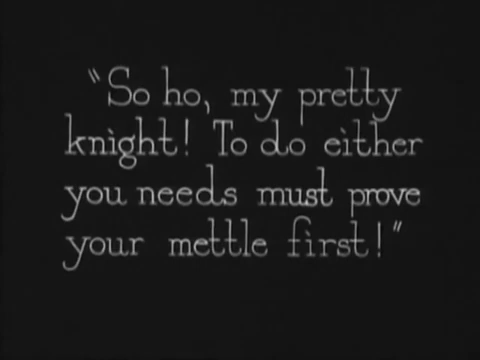 "So ho, my pretty
knight! To do either
you needs must prove
your mettle first!"